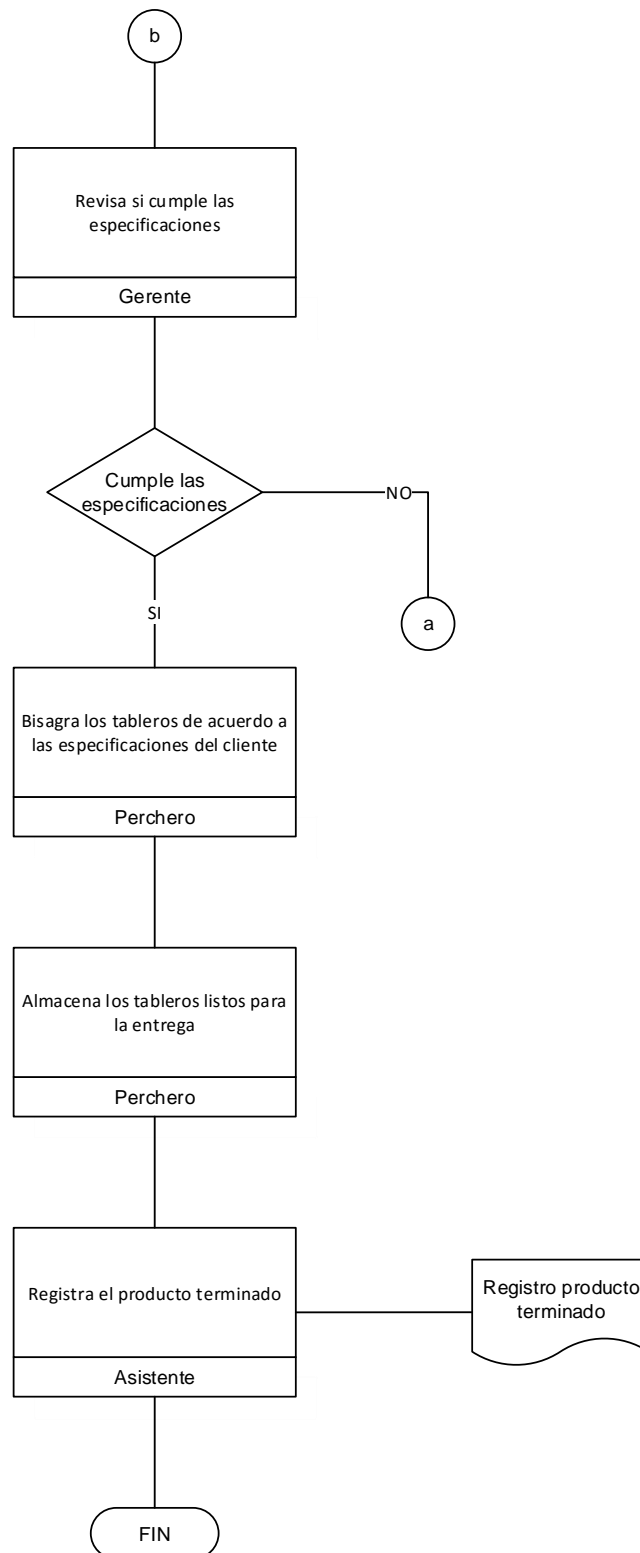 b
Revisa si cumple las
especificaciones
Gerente
Cumple las
especificaciones
NO
a
SI
Bisagra los tableros de acuerdo a
las especificaciones del cliente
Perchero
Almacena los tableros listos para
la entrega
Perchero
Registra el producto terminado
Asistente
Registro producto
terminado
FIN